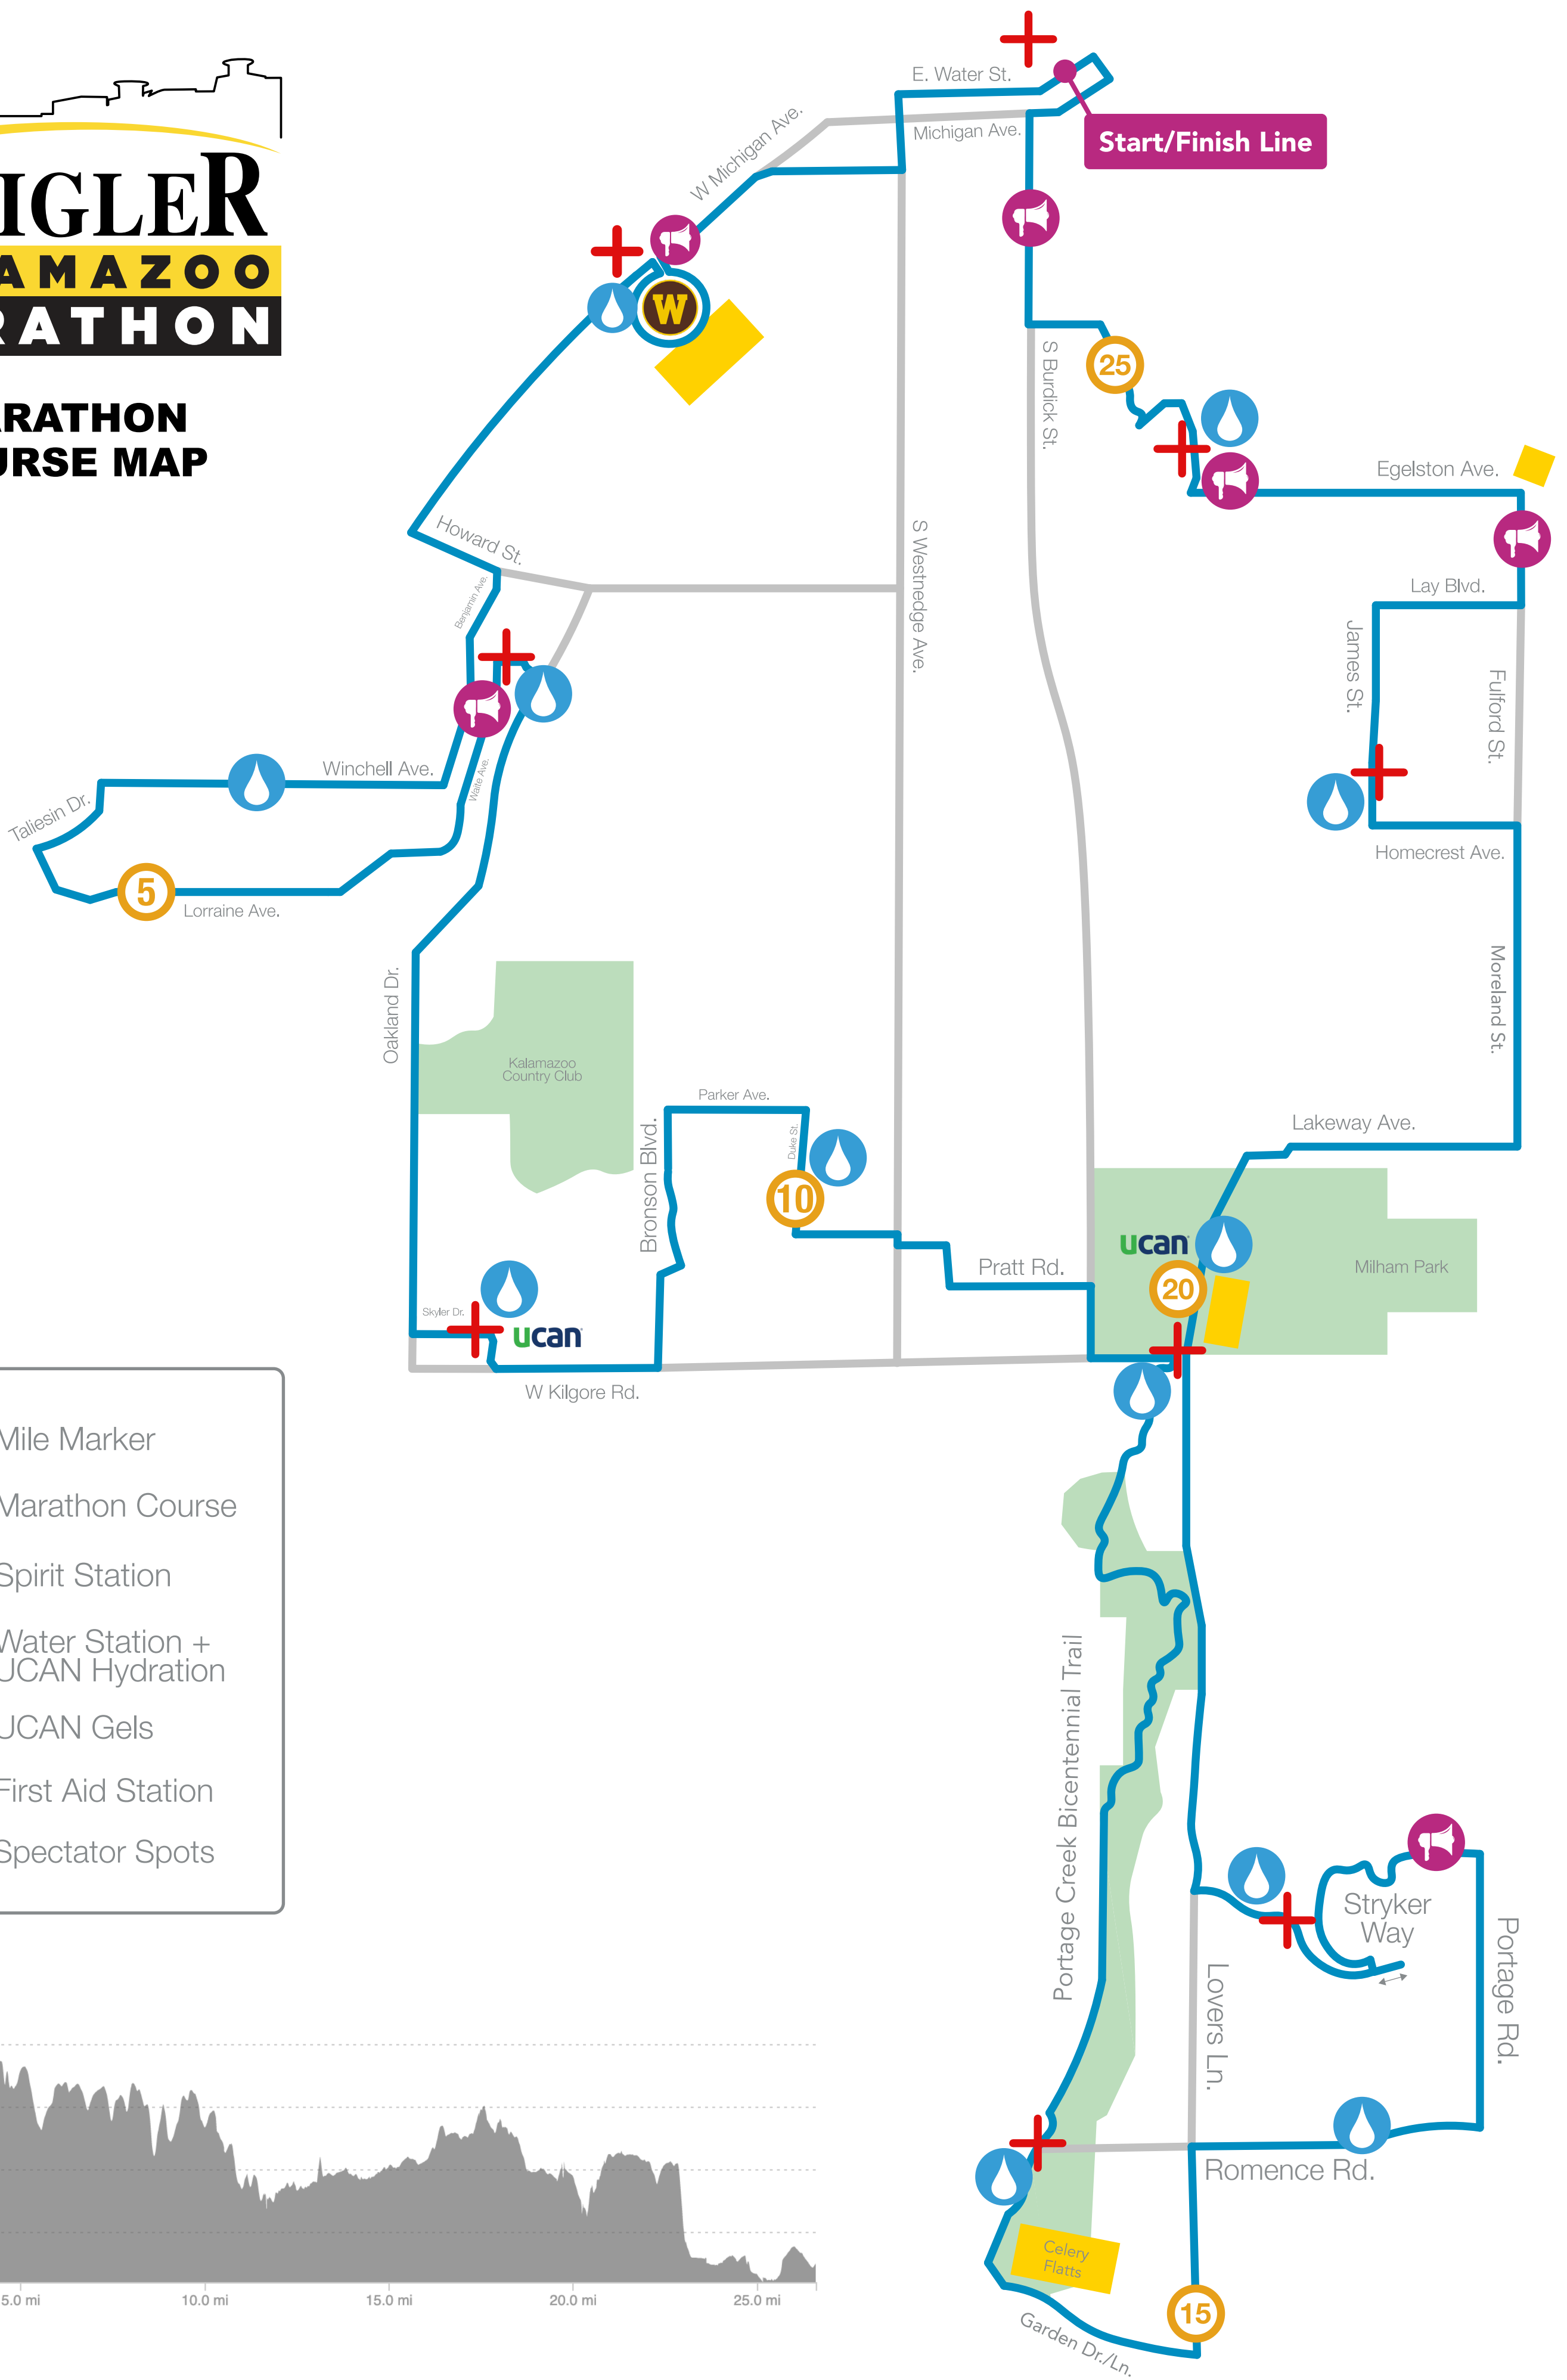 IGLER
AMAZOO
RATHON
ARATHON
URSE MAP
E. Water St.
Michigan Ave.
W Michigan Ave.
Start/Finish Line
W
S Burdick St.
25
Egelston Ave.
Howard St.
S Westnedge Ave.
Benjamin Ave.
Lay Blvd.
James St.
Fulford St.
Winchell Ave.
Waite Ave.
Taliesin Dr.
5
Lorraine Ave.
Homecrest Ave.
Oakland Dr.
Moreland St.
Kalamazoo
Country Club
Parker Ave.
Duke St.
Bronson Blvd.
Lakeway Ave.
10
ucan
Pratt Rd.
Milham Park
20
Skyler Dr.
ucan
W Kilgore Rd.
Mile Marker
Marathon Course
Spirit Station
Water Station +
UCAN Hydration
UCAN Gels
First Aid Station
Spectator Spots
Portage Creek Bicentennial Trail
Stryker
Way
Portage Rd.
Lovers Ln.
Romence Rd.
Celery
Flatts
15
Garden Dr./Ln.
5.0 mi
10.0 mi
15.0 mi
20.0 mi
25.0 mi